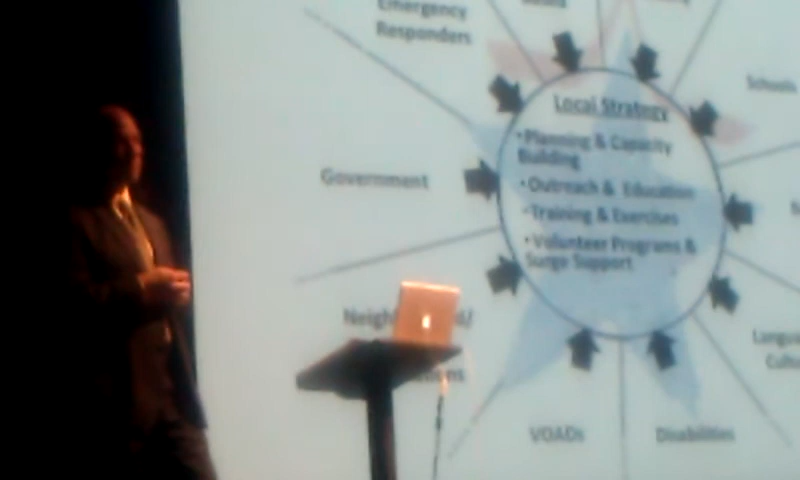 Emergency
Responders
Schools
Local Strategy
• Planning & Capacity
Building
• Outreach & Education
• Training & Exercises
• Volunteer Programs &
Surge Support
Government
VOADs
Disabilities